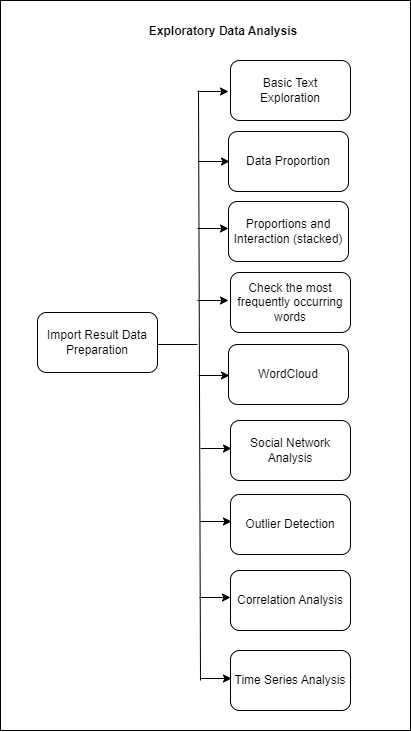 Exploratory Data Analysis
Basic Text
Exploration
Data Proportion
Proportions and
Interaction (stacked)
Check the most
frequently occurring
words
Import Result Data
Preparation
WordCloud
Social Network
Analysis
Outlier Detection
Correlation Analysis
Time Series Analysis